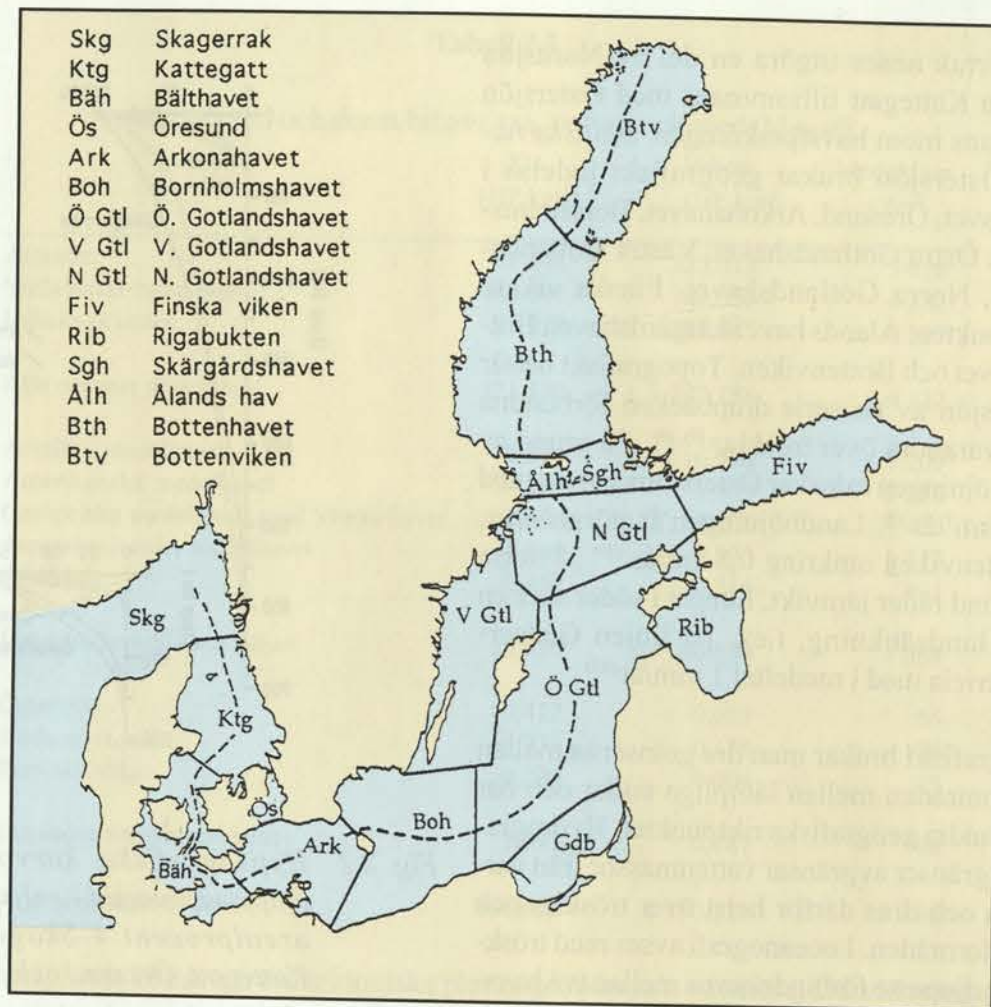 Skg Skagerrak
Ktg Kattegatt
Bäh Bälthavet
Ös Öresund
Ark Arkonahavet
Boh Bornholmshavet
Ö Gtl Ö. Gotlandshavet
V Gtl V. Gotlandshavet
N Gtl N. Gotlandshavet
Fiv Finska viken
Rib Rigabukten
Sgh Skärgårdshavet
Ålh Ålands hav
Bth Bottenhavet
Btv Bottenviken
Btv
Bth
Fiv
Ålh
Sgh
N Gtl
Skg
V Gtl
Rib
Ö Gtl
Ktg
Ös
Boh
Ark
Gdb
Bäh